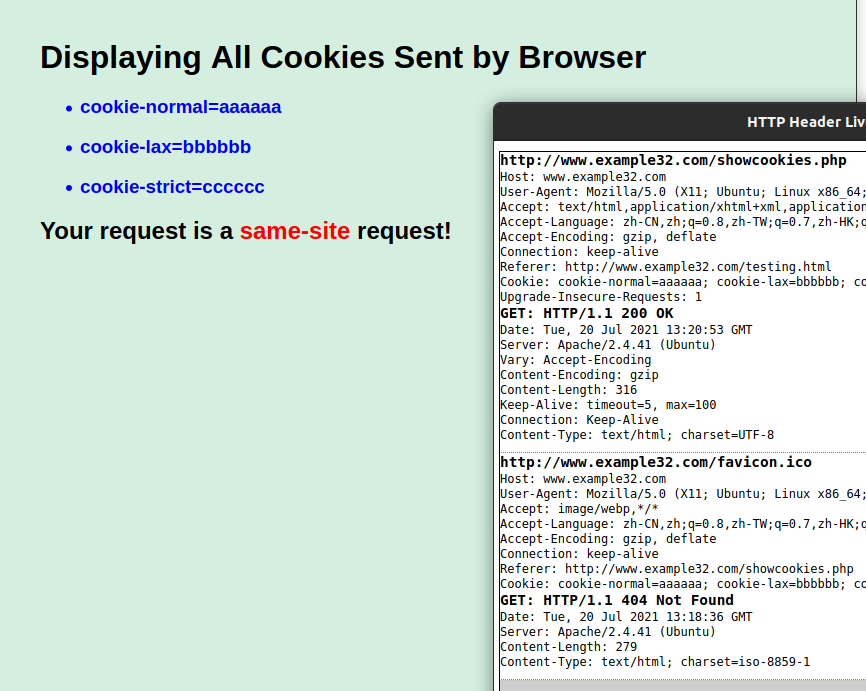 Displaying All Cookies Sent by Browser
cookie-normal=aaaaaa
cookie-lax=bbbbbb
cookie-strict=cccccc
Your request is a same-site request!
HTTP Header Liv
http://www.example32.com/showcookies.php
Host: www.example32.com
User-Agent: Mozilla/5.0 (X11; Ubuntu; Linux x86_64;
Accept: text/html,application/xhtml+xml,application
Accept-Language: zh-CN,zh;q=0.8,zh-TW;q=0.7,zh-HK;q
Accept-Encoding: gzip, deflate
Connection: keep-alive
Referer: http://www.example32.com/testing.html
Cookie: cookie-normal=aaaaaa; cookie-lax=bbbbbb; co
Upgrade-Insecure-Requests: 1
GET: HTTP/1.1 200 OK
Date: Tue, 20 Jul 2021 13:20:53 GMT
Server: Apache/2.4.41 (Ubuntu)
Vary: Accept-Encoding
Content-Encoding: gzip
Content-Length: 316
Keep-Alive: timeout=5, max=100
Connection: Keep-Alive
Content-Type: text/html; charset=UTF-8
http://www.example32.com/favicon.ico
Host: www.example32.com
User-Agent: Mozilla/5.0 (X11; Ubuntu; Linux x86_64;
Accept: image/webp,*/*
Accept-Language: zh-CN,zh;q=0.8,zh-TW;q=0.7,zh-HK;q
Accept-Encoding: gzip, deflate
Connection: keep-alive
Referer: http://www.example32.com/showcookies.php
Cookie: cookie-normal=aaaaaa; cookie-lax=bbbbbb; co
GET: HTTP/1.1 404 Not Found
Date: Tue, 20 Jul 2021 13:18:36 GMT
Server: Apache/2.4.41 (Ubuntu)
Content-Length: 279
Content-Type: text/html; charset=iso-8859-1